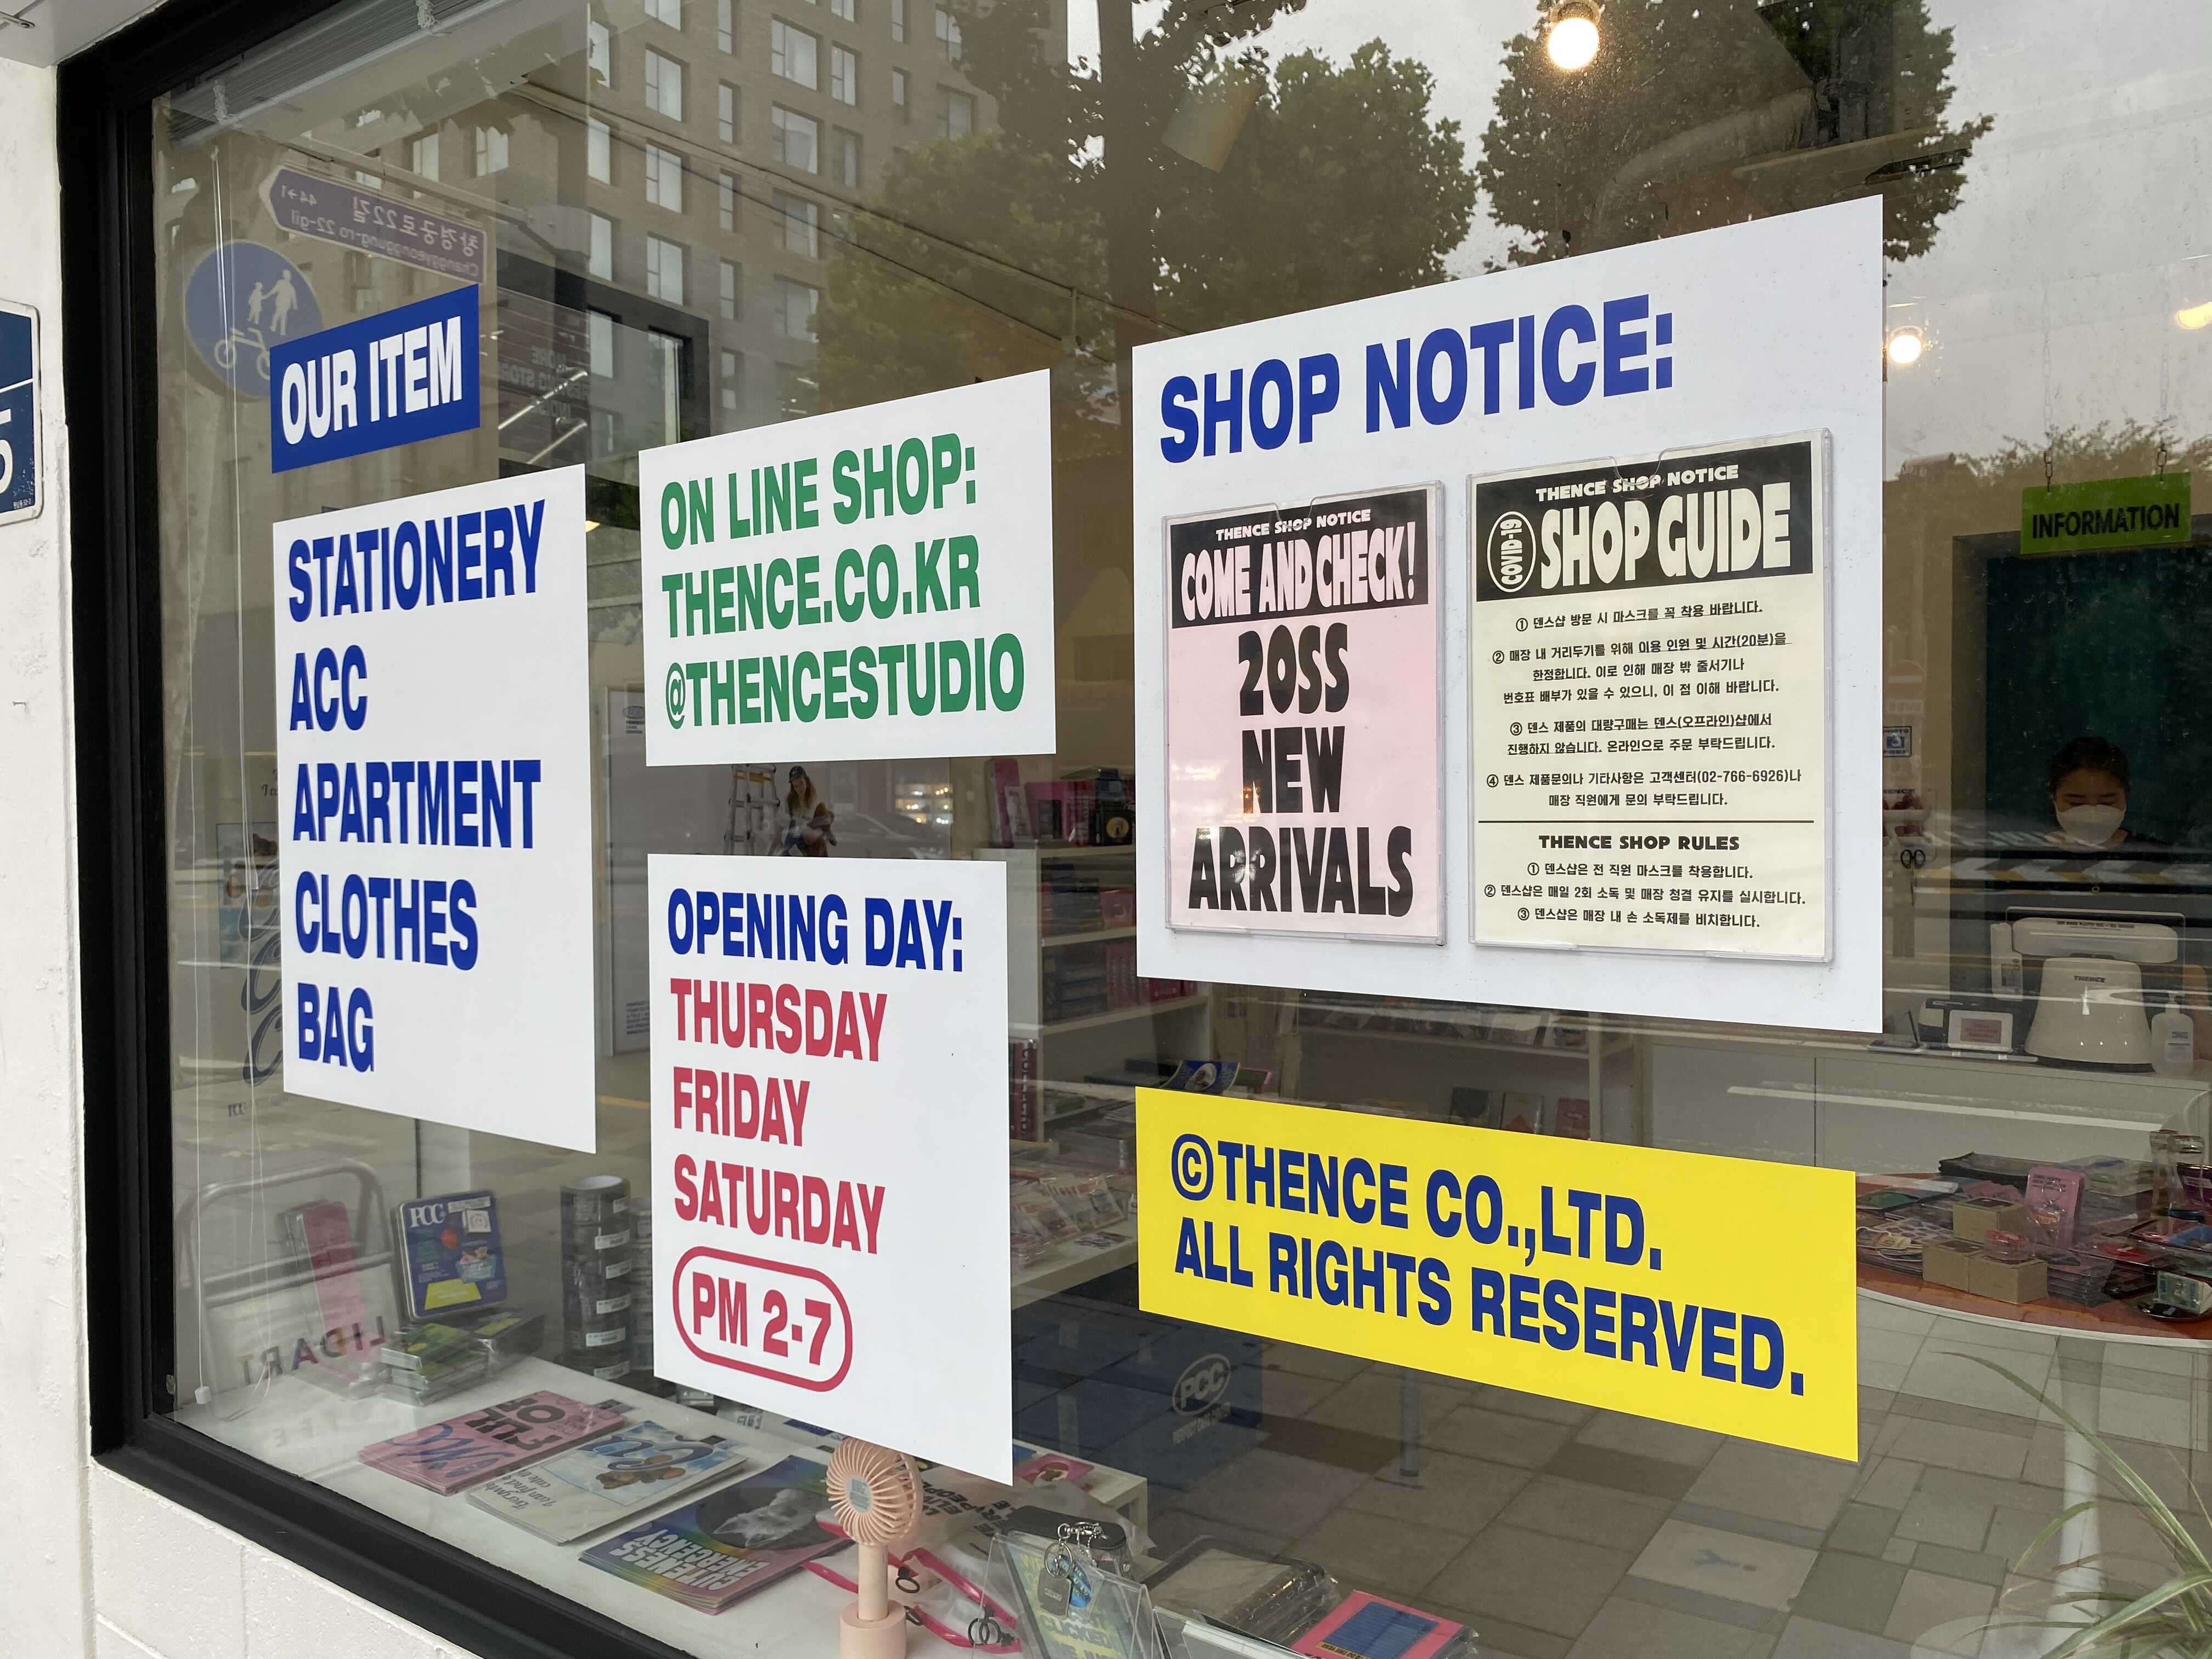 창경궁로22길
44→1
Changgyeonggung-ro 22-gil
OUR ITEM
STATIONERY
ACC
APARTMENT
CLOTHES
BAG
ON LINE SHOP:
THENCE.CO.KR
@THENCESTUDIO
OPENING DAY:
THURSDAY
FRIDAY
SATURDAY
PM 2-7
SHOP NOTICE:
THENCE SHOP NOTICE
COME AND CHECK!
20SS
NEW
ARRIVALS
THENCE SHOP NOTICE
COVID-19
SHOP GUIDE
① 덴스샵 방문 시 마스크를 꼭 착용 바랍니다.
② 매장 내 거리두기를 위해 이용 인원 및 시간(20분)을
한정합니다. 이로 인해 매장 밖 줄서기나
번호표 배부가 있을 수 있으니, 이 점 이해 바랍니다.
③ 덴스 제품의 대량구매는 덴스(오프라인)샵에서
진행하지 않습니다. 온라인으로 주문 부탁드립니다.
④ 덴스 제품문의나 기타사항은 고객센터(02-766-6926)나
매장 직원에게 문의 부탁드립니다.
THENCE SHOP RULES
① 덴스샵은 전 직원 마스크를 착용합니다.
② 덴스샵은 매일 2회 소독 및 매장 청결 유지를 실시합니다.
③ 덴스샵은 매장 내 손 소독제를 비치합니다.
INFORMATION
THENCE
©THENCE CO.,LTD.
ALL RIGHTS RESERVED.
PCC
PCC
CUTENESS
EMERGENCY
5